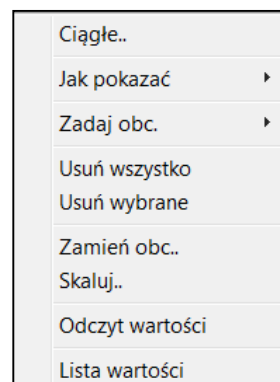 Ciągłe..
Jak pokazać
Zadaj obc.
Usuń wszystko
Usuń wybrane
Zamień obc..
Skaluj..
Odczyt wartości
Lista wartości